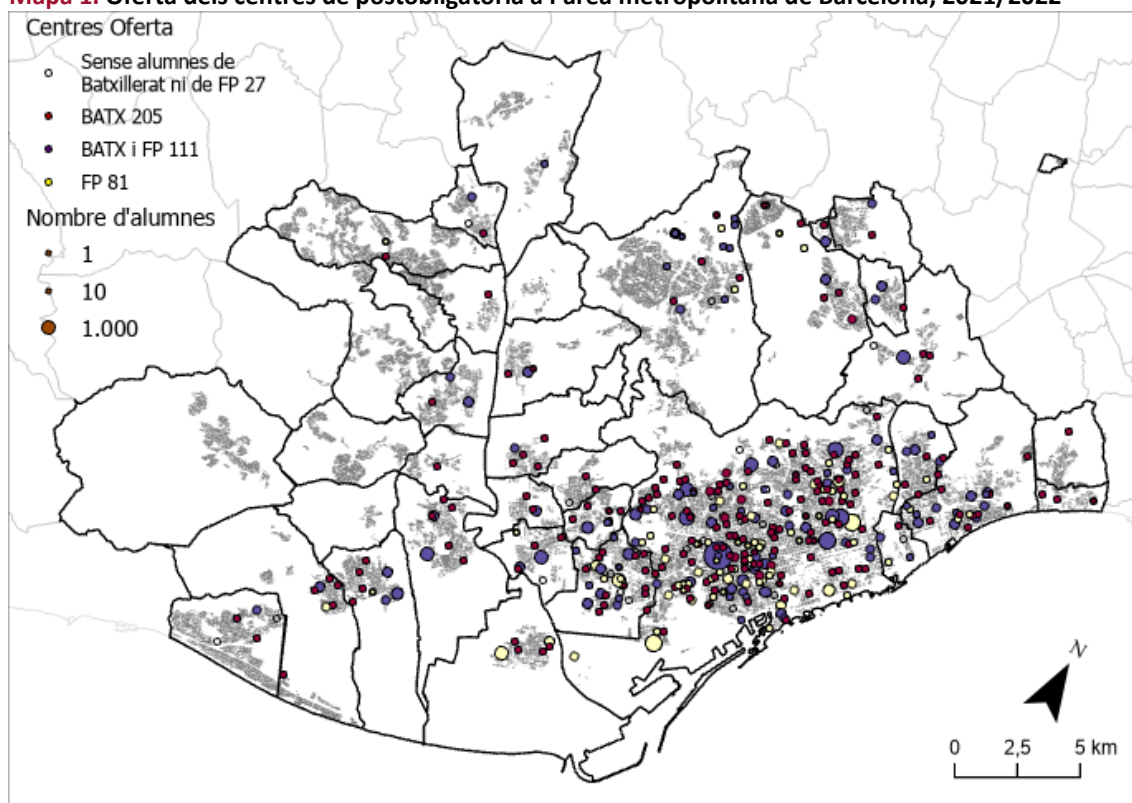 Mapa 1. Oferta dels centres de postobligatòria a l'àrea metropolitana de Barcelona, 2021/2022
Centres Oferta
Sense alumnes de
Batxillerat ni de FP 27
BATX 205
BATX i FP 111
FP 81
Nombre d'alumnes
1
10
1.000
N
0 2,5 5 km